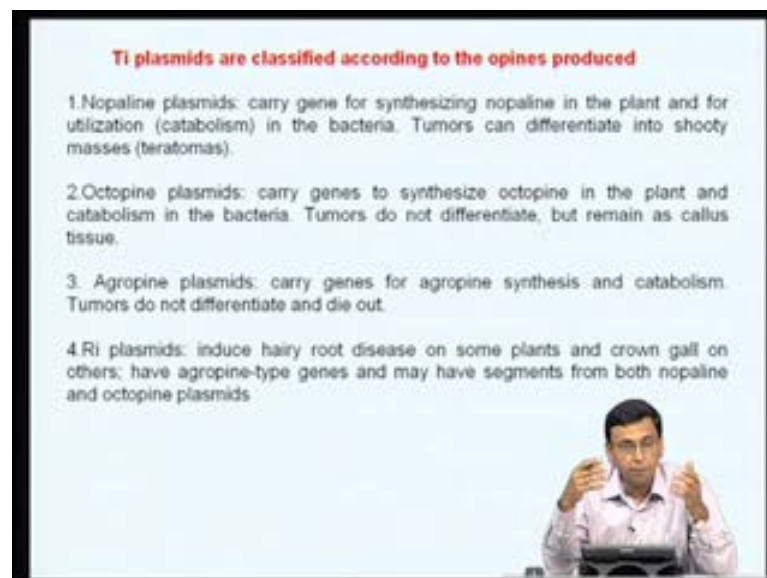 Ti plasmids are classified according to the opines produced
1.Nopaline plasmids: carry gene for synthesizing nopaline in the plant and for
utilization (catabolism) in the bacteria. Tumors can differentiate into shooty
masses (teratomas).
2.Octopine plasmids: carry genes to synthesize octopine in the plant and
catabolism in the bacteria. Tumors do not differentiate, but remain as callus
tissue.
3. Agropine plasmids: carry genes for agropine synthesis and catabolism.
Tumors do not differentiate and die out.
4.Ri plasmids: induce hairy root disease on some plants and crown gall on
others; have agropine-type genes and may have segments from both nopaline
and octopine plasmids